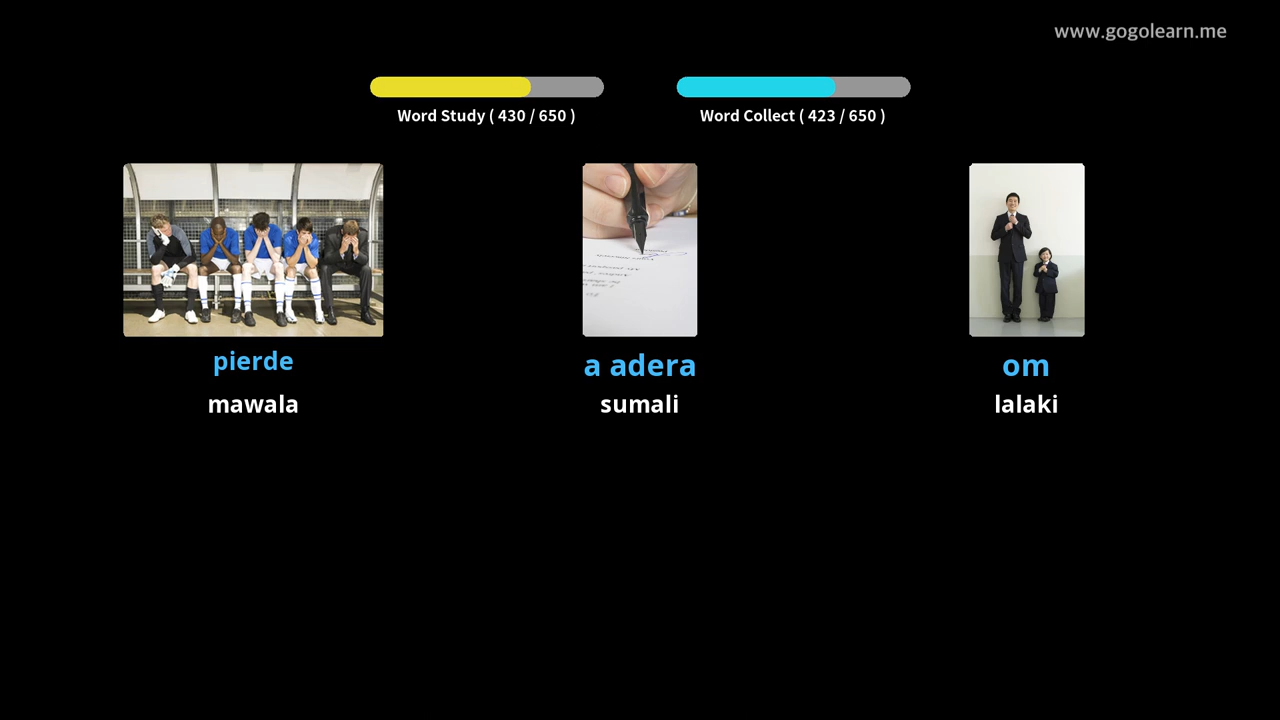 www.gogolearn.me
Word Study ( 430 / 650 )
Word Collect ( 423 / 650 )
pierde
a adera
om
mawala
sumali
lalaki